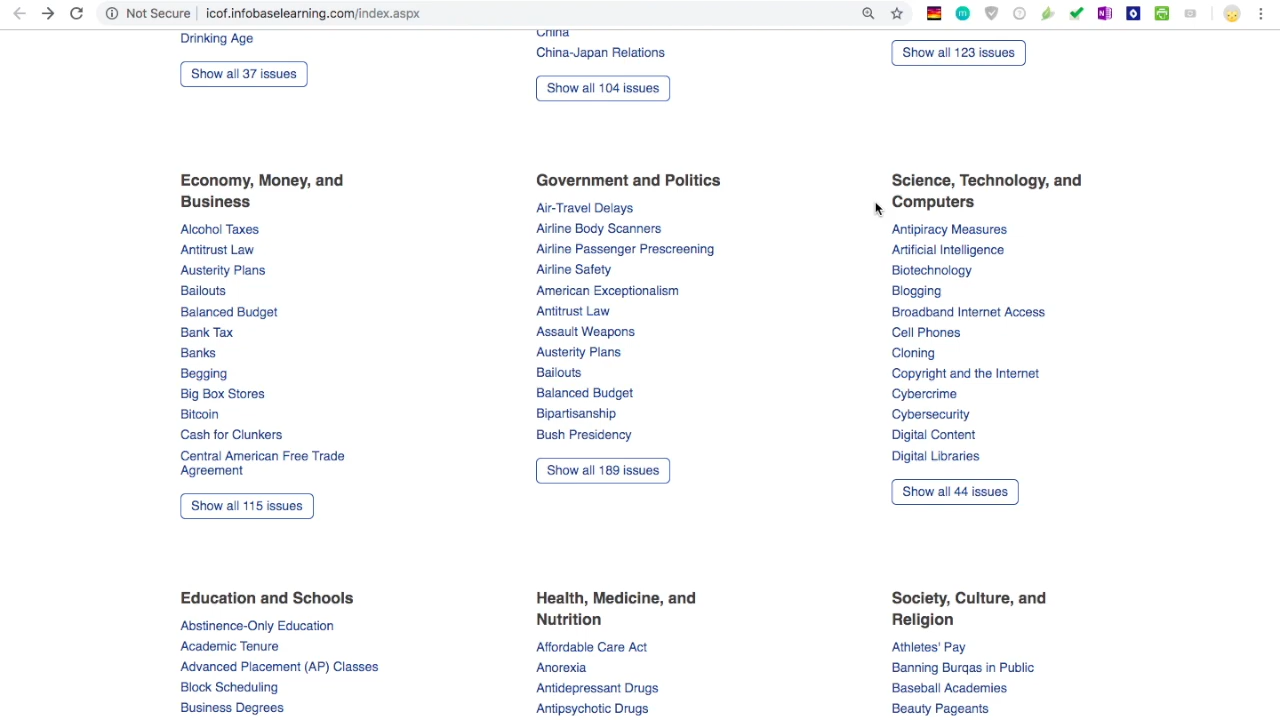 Not Secure icof.infobaselearning.com/index.aspx
Drinking Age
Show all 37 issues
China
China-Japan Relations
Show all 104 issues
Show all 123 issues
Economy, Money, and
Business
Alcohol Taxes
Antitrust Law
Austerity Plans
Bailouts
Balanced Budget
Bank Tax
Banks
Begging
Big Box Stores
Bitcoin
Cash for Clunkers
Central American Free Trade
Agreement
Show all 115 issues
Government and Politics
Air-Travel Delays
Airline Body Scanners
Airline Passenger Prescreening
Airline Safety
American Exceptionalism
Antitrust Law
Assault Weapons
Austerity Plans
Bailouts
Balanced Budget
Bipartisanship
Bush Presidency
Show all 189 issues
Science, Technology, and
Computers
Antipiracy Measures
Artificial Intelligence
Biotechnology
Blogging
Broadband Internet Access
Cell Phones
Cloning
Copyright and the Internet
Cybercrime
Cybersecurity
Digital Content
Digital Libraries
Show all 44 issues
Education and Schools
Abstinence-Only Education
Academic Tenure
Advanced Placement (AP) Classes
Block Scheduling
Business Degrees
Health, Medicine, and
Nutrition
Affordable Care Act
Anorexia
Antidepressant Drugs
Antipsychotic Drugs
Society, Culture, and
Religion
Athletes' Pay
Banning Burqas in Public
Baseball Academies
Beauty Pageants